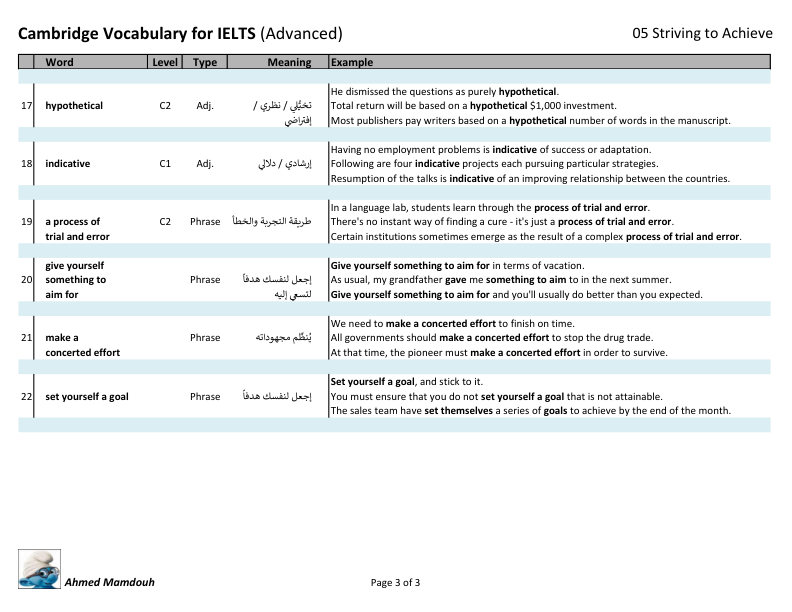 Cambridge Vocabulary for IELTS (Advanced) 05 Striving to Achieve
Word Level Type Meaning Example
He dismissed the questions as purely hypothetical.
17 hypothetical C2 Adj. تخيُّلي / نظري / Total return will be based on a hypothetical $1,000 investment.
إفتراضي Most publishers pay writers based on a hypothetical number of words in the manuscript.
Having no employment problems is indicative of success or adaptation.
18 indicative C1 Adj. إرشادي / دلالي Following are four indicative projects each pursuing particular strategies.
Resumption of the talks is indicative of an improving relationship between the countries.
In a language lab, students learn through the process of trial and error.
19 a process of C2 Phrase طريقة التجربة والخطأ There's no instant way of finding a cure - it's just a process of trial and error.
trial and error Certain institutions sometimes emerge as the result of a complex process of trial and error.
give yourself Give yourself something to aim for in terms of vacation.
20 something to Phrase إجعل لنفسك هدفاً As usual, my grandfather gave me something to aim to in the next summer.
aim for لتسعي إليه Give yourself something to aim for and you'll usually do better than you expected.
We need to make a concerted effort to finish on time.
21 make a Phrase يُنظِّم مجهوداته All governments should make a concerted effort to stop the drug trade.
concerted effort At that time, the pioneer must make a concerted effort in order to survive.
Set yourself a goal, and stick to it.
22 set yourself a goal Phrase إجعل لنفسك هدفاً You must ensure that you do not set yourself a goal that is not attainable.
The sales team have set themselves a series of goals to achieve by the end of the month.
Ahmed Mamdouh Page 3 of 3